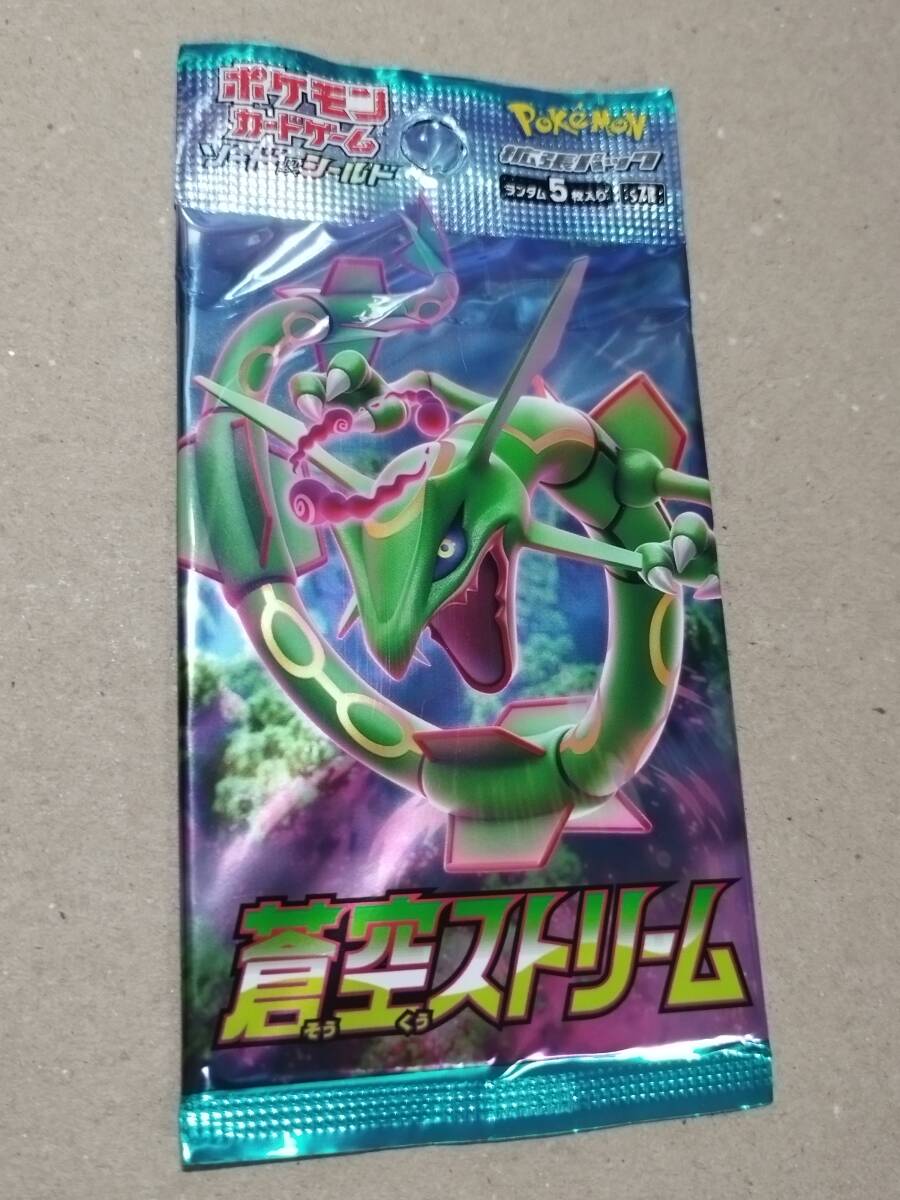 ポケモン
カードゲーム
ソード&シールド
POKéMON
拡張パック
ランダム5枚入り
S7R
蒼空ストリーム
そうくう